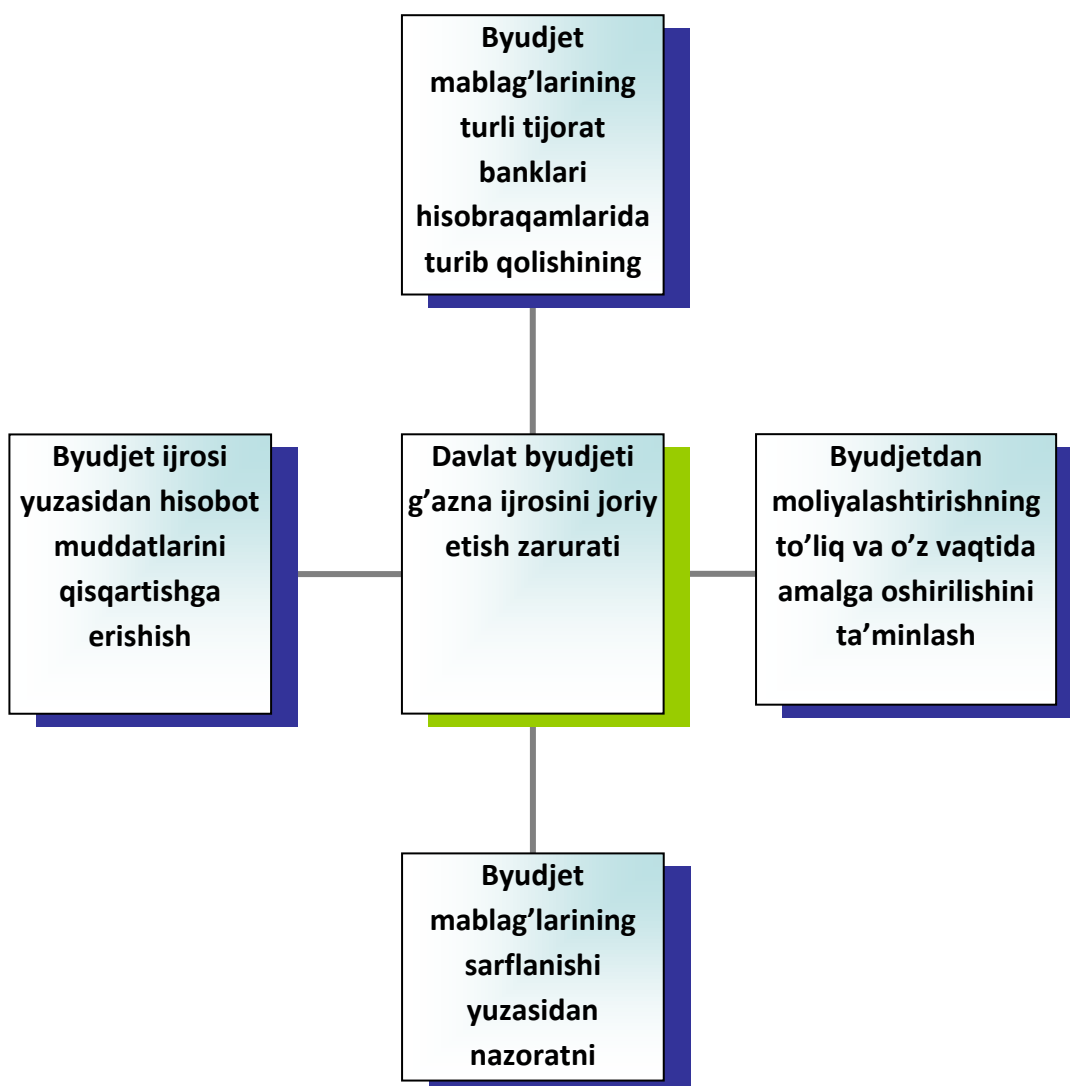 Byudjet
mablag’larining
turli tijorat
banklari
hisobraqamlarida
turib qolishining
Byudjet ijrosi
yuzasidan hisobot
muddatlarini
qisqartishga
erishish
Davlat byudjeti
g’azna ijrosini joriy
etish zarurati
Byudjetdan
moliyalashtirishning
to’liq va o’z vaqtida
amalga oshirilishini
ta’minlash
Byudjet
mablag’larining
sarflanishi
yuzasidan
nazoratni